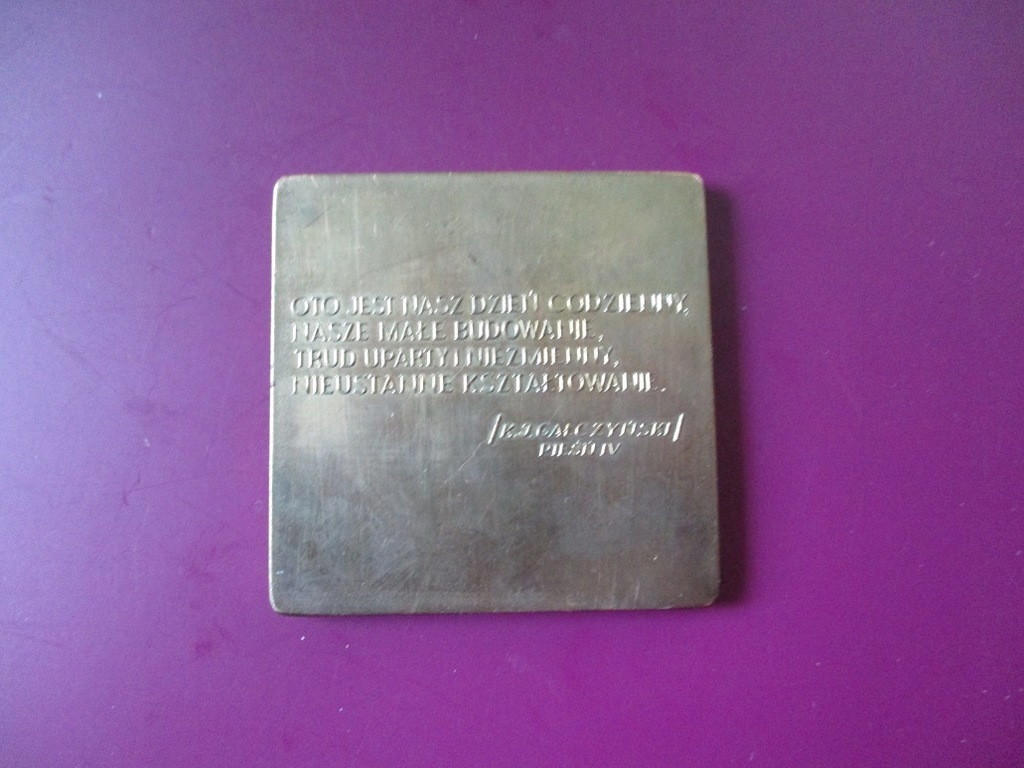 OTO JEST NASZ DZIEŃ CODZIENNY,
NASZE MAŁE BUDOWANIE,
TRUD UPARTY I NIEZMIENNY,
NIEUSTANNE KSZTAŁTOWANIE.
/K.I.GAŁCZYŃSKI/
PIEŚŃ IV